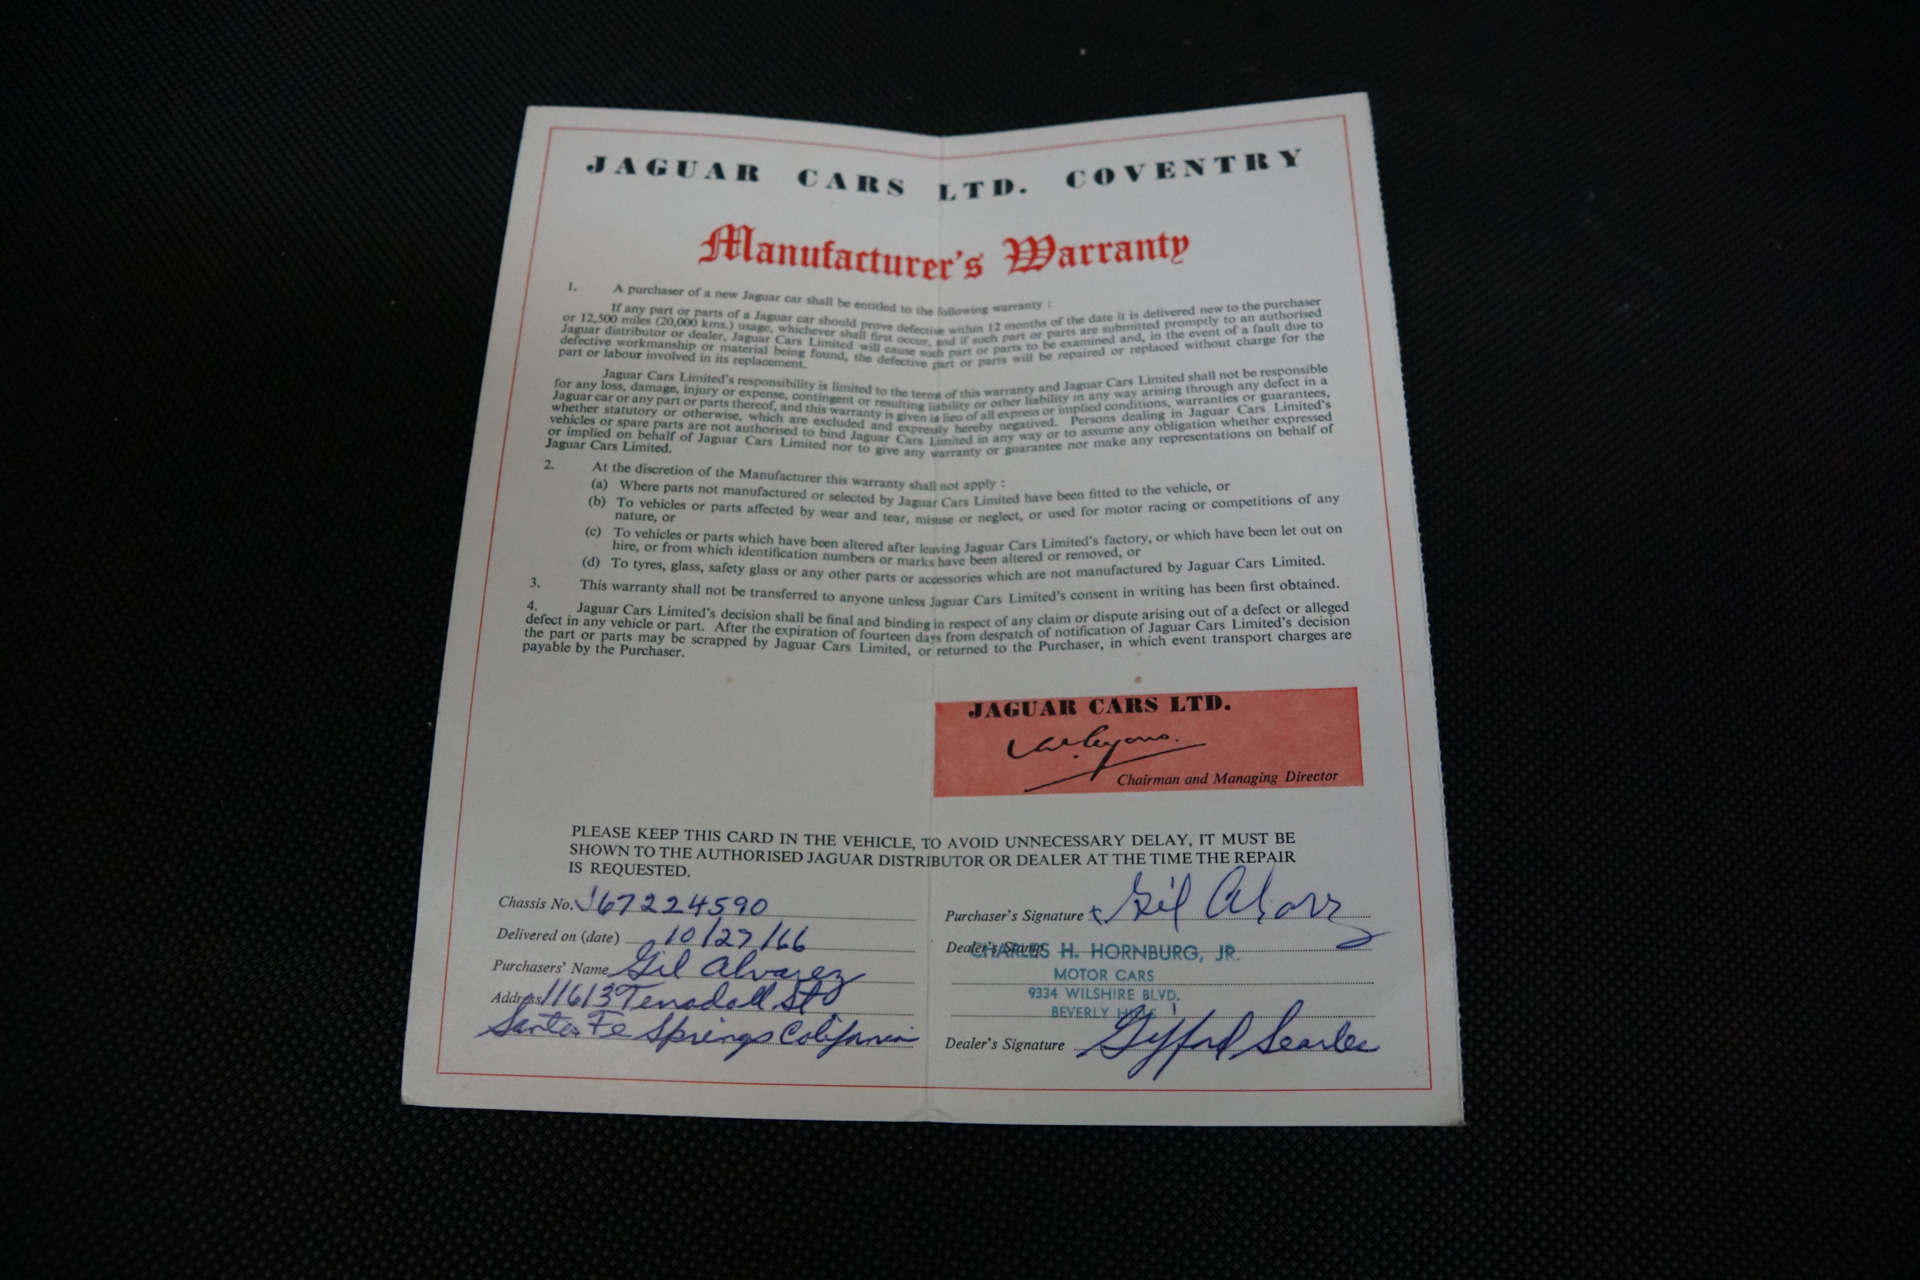 JAGUAR CARS LTD. COVENTRY
Manufacturer's Warranty
1. A purchaser of a new Jaguar car shall be entitled to the following warranty :
If any part or parts of a Jaguar car should prove defective within 12 months of the date it is delivered new to the purchaser
or 12,500 miles (20,000 kms.) usage, whichever shall first occur, and if such part or parts are submitted promptly to an authorised
Jaguar distributor or dealer, Jaguar Cars Limited will cause such part or parts to be examined and, in the event of a fault due to
defective workmanship or material being found, the defective part or parts will be repaired or replaced without charge for the
part or labour involved in its replacement.
Jaguar Cars Limited's responsibility is limited to the terms of this warranty and Jaguar Cars Limited shall not be responsible
for any loss, damage, injury or expense, contingent or resulting liability or other liability in any way arising through any defect in a
Jaguar car or any part or parts thereof, and this warranty is given is lieu of all express or implied conditions, warranties or guarantees,
whether statutory or otherwise, which are excluded and expressly hereby negatived. Persons dealing in Jaguar Cars Limited's
vehicles or spare parts are not authorised to bind Jaguar Cars Limited in any way or to assume any obligation whether expressed
or implied on behalf of Jaguar Cars Limited nor to give any warranty or guarantee nor make any representations on behalf of
Jaguar Cars Limited.
2. At the discretion of the Manufacturer this warranty shall not apply :
(a) Where parts not manufactured or selected by Jaguar Cars Limited have been fitted to the vehicle, or
(b) To vehicles or parts affected by wear and tear, misuse or neglect, or used for motor racing or competitions of any
nature, or
(c) To vehicles or parts which have been altered after leaving Jaguar Cars Limited's factory, or which have been let out on
hire, or from which identification numbers or marks have been altered or removed, or
(d) To tyres, glass, safety glass or any other parts or accessories which are not manufactured by Jaguar Cars Limited.
3. This warranty shall not be transferred to anyone unless Jaguar Cars Limited's consent in writing has been first obtained.
4. Jaguar Cars Limited's decision shall be final and binding in respect of any claim or dispute arising out of a defect or alleged
defect in any vehicle or part. After the expiration of fourteen days from despatch of notification of Jaguar Cars Limited's decision
the part or parts may be scrapped by Jaguar Cars Limited, or returned to the Purchaser, in which event transport charges are
payable by the Purchaser.
JAGUAR CARS LTD.
Chairman and Managing Director
PLEASE KEEP THIS CARD IN THE VEHICLE, TO AVOID UNNECESSARY DELAY, IT MUST BE
SHOWN TO THE AUTHORISED JAGUAR DISTRIBUTOR OR DEALER AT THE TIME THE REPAIR
IS REQUESTED.
Chassis No. J67224590
Delivered on (date) 10/27/66
Purchasers' Name Gil Alvarez
Address 11613 St
Santa Fe Springs California
Purchaser's Signature Gil Alvarez
Dealer's Stamp
CHARLES H. HORNBURG, JR.
MOTOR CARS
9334 WILSHIRE BLVD.
BEVERLY HILLS
Dealer's Signature Gifford Searles